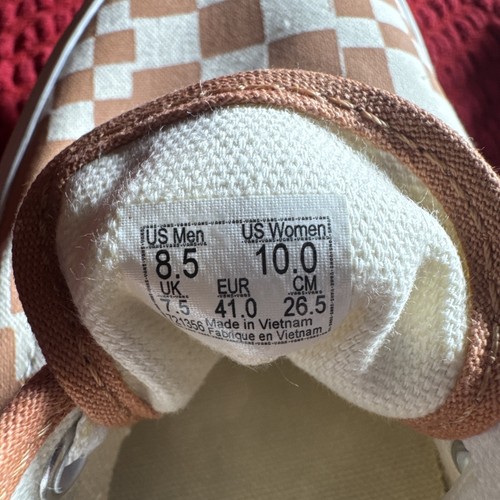 US Men US Women
8.5 10.0
UK EUR CM
7.5 41.0 26.5
Made in Vietnam
Fabrique en Vietnam